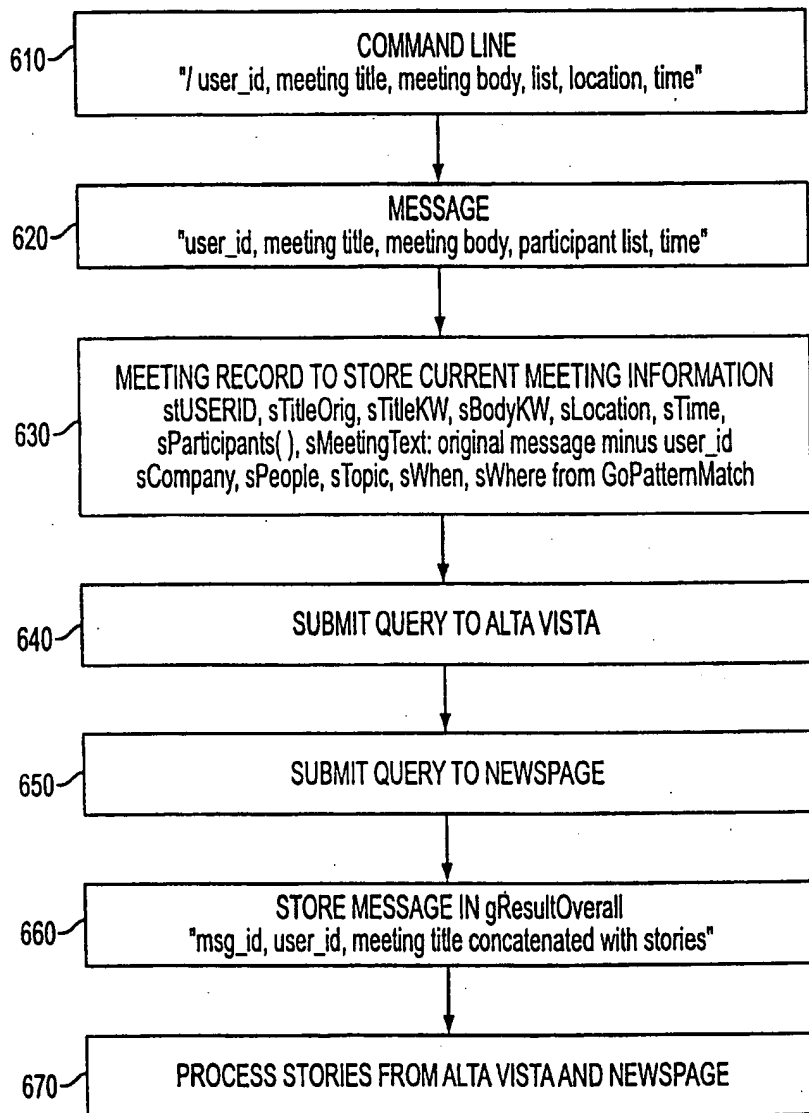 610
COMMAND LINE
"/ user_id, meeting title, meeting body, list, location, time"
620
MESSAGE
"user_id, meeting title, meeting body, participant list, time"
630
MEETING RECORD TO STORE CURRENT MEETING INFORMATION
stUSERID, sTitleOrig, sTitleKW, sBodyKW, sLocation, sTime,
sParticipants( ), sMeetingText: original message minus user_id
sCompany, sPeople, sTopic, sWhen, sWhere from GoPatternMatch
640
SUBMIT QUERY TO ALTA VISTA
650
SUBMIT QUERY TO NEWSPAGE
660
STORE MESSAGE IN gResultOverall
"msg_id, user_id, meeting title concatenated with stories"
670
PROCESS STORIES FROM ALTA VISTA AND NEWSPAGE